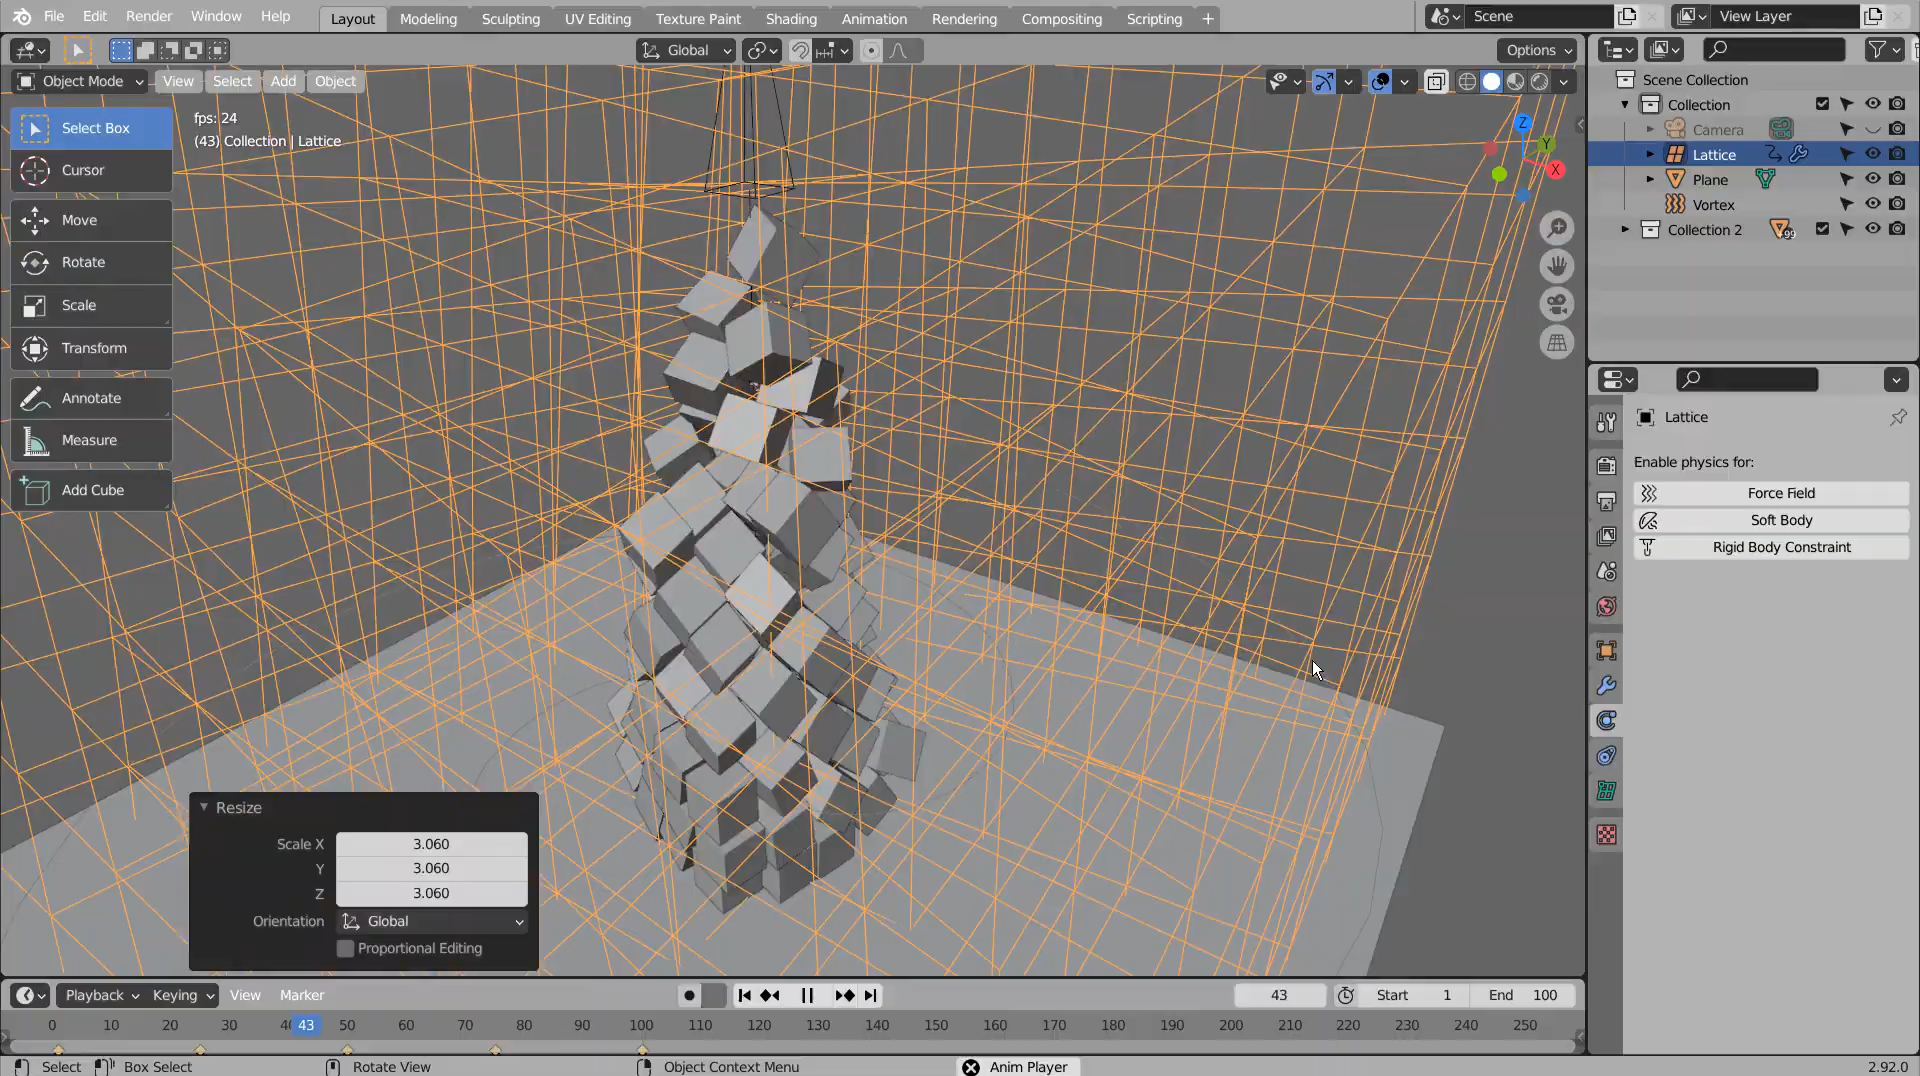 File Edit Render Window Help Layout Modeling Sculpting UV Editing Texture Paint Shading Animation Rendering Compositing Scripting + Scene View Layer
Global Options
Object Mode View Select Add Object
Select Box
Cursor
Move
Rotate
Scale
Transform
Annotate
Measure
Add Cube
fps: 24
(43) Collection | Lattice
Z
Y
X
Resize
Scale X 3.060
Y 3.060
Z 3.060
Orientation Global
Proportional Editing
Scene Collection
Collection
Camera
Lattice
Plane
Vortex
Collection 2 99
Lattice
Enable physics for:
Force Field
Soft Body
Rigid Body Constraint
Playback Keying View Marker 43 Start 1 End 100
0 10 20 30 40 43 50 60 70 80 90 100 110 120 130 140 150 160 170 180 190 200 210 220 230 240 250
Select Box Select Rotate View Object Context Menu Anim Player 2.92.0